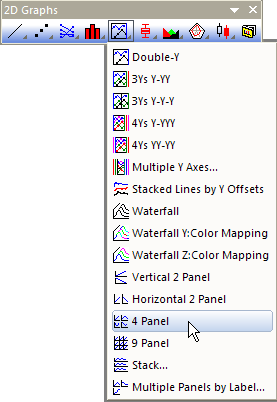 2D Graphs
Double-Y
3Ys Y-YY
3Ys Y-Y-Y
4Ys Y-YYY
4Ys YY-YY
Multiple Y Axes...
Stacked Lines by Y Offsets
Waterfall
Waterfall Y:Color Mapping
Waterfall Z:Color Mapping
Vertical 2 Panel
Horizontal 2 Panel
4 Panel
9 Panel
Stack...
Multiple Panels by Label...